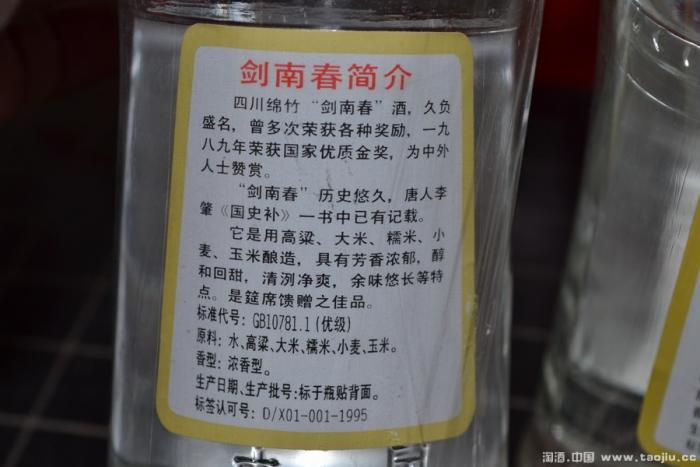 剑南春简介
四川绵竹“剑南春”酒，久负
盛名，曾多次荣获各种奖励，一九
八九年荣获国家优质金奖，为中外
人士赞赏。
“剑南春”历史悠久，唐人李
肇《国史补》一书中已有记载。
它是用高粱、大米、糯米、小
麦、玉米酿造，具有芳香浓郁，醇
和回甜，清冽净爽，余味悠长等特
点。是筵席馈赠之佳品。
标准代号：GB10781.1(优级)
原料：水、高粱、大米、糯米、小麦、玉米。
香型：浓香型。
生产日期、生产批号：标于瓶贴背面。
标签认可号：D/X01-001-1995
淘酒.中国 www.taojiu.cc